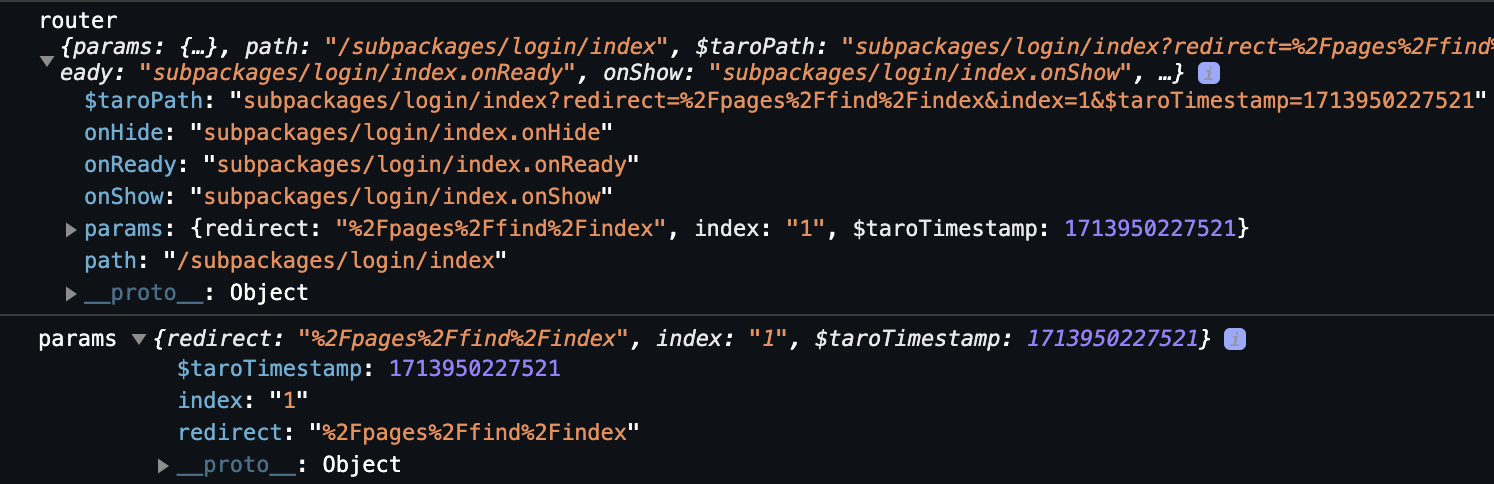 router
{params: {…}, path: "/subpackages/login/index", $taroPath: "subpackages/login/index?redirect=%2Fpages%2Ffind%
eady: "subpackages/login/index.onReady", onShow: "subpackages/login/index.onShow", …} i
$taroPath: "subpackages/login/index?redirect=%2Fpages%2Ffind%2Findex&index=1&$taroTimestamp=1713950227521"
onHide: "subpackages/login/index.onHide"
onReady: "subpackages/login/index.onReady"
onShow: "subpackages/login/index.onShow"
params: {redirect: "%2Fpages%2Ffind%2Findex", index: "1", $taroTimestamp: 1713950227521}
path: "/subpackages/login/index"
__proto__: Object
params {redirect: "%2Fpages%2Ffind%2Findex", index: "1", $taroTimestamp: 1713950227521} i
$taroTimestamp: 1713950227521
index: "1"
redirect: "%2Fpages%2Ffind%2Findex"
__proto__: Object